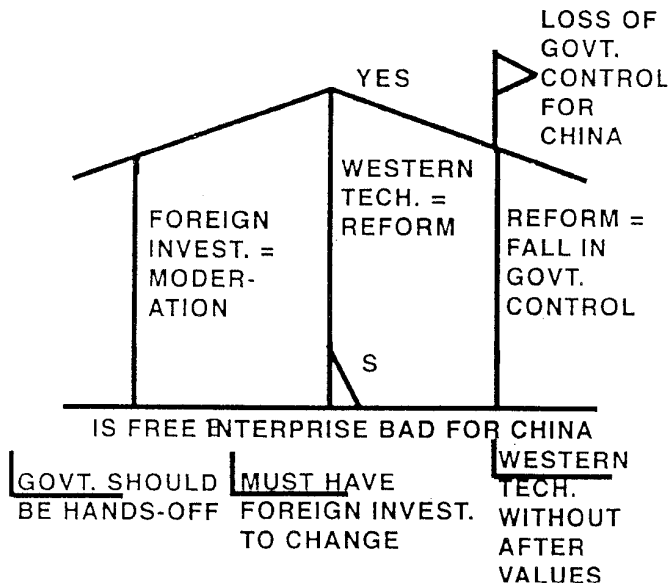 LOSS OF
GOVT.
CONTROL
FOR
CHINA
YES
FOREIGN
INVEST. =
MODER-
ATION
WESTERN
TECH. =
REFORM
REFORM =
FALL IN
GOVT.
CONTROL
S
IS FREE ENTERPRISE BAD FOR CHINA
GOVT. SHOULD
BE HANDS-OFF
MUST HAVE
FOREIGN INVEST.
TO CHANGE
WESTERN
TECH.
WITHOUT
AFTER
VALUES